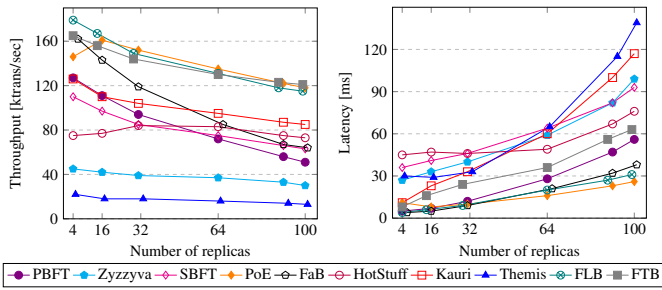 Throughput [ktrans/sec]
160
120
80
40
0
4 16 32 64 100
Number of replicas
Latency [ms]
120
90
60
30
0
4 16 32 64 100
Number of replicas
PBFT Zyzzyva SBFT PoE FaB HotStuff Kauri Themis FLB FTB